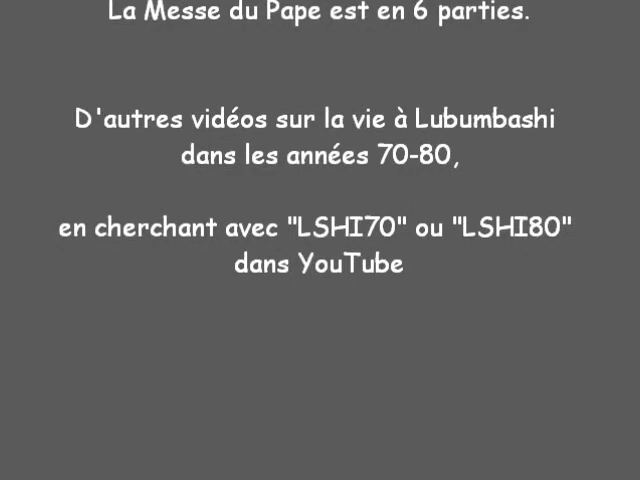 La Messe du Pape est en 6 parties.
D'autres vidéos sur la vie à Lubumbashi
dans les années 70-80,
en cherchant avec "LSHI70" ou "LSHI80"
dans YouTube